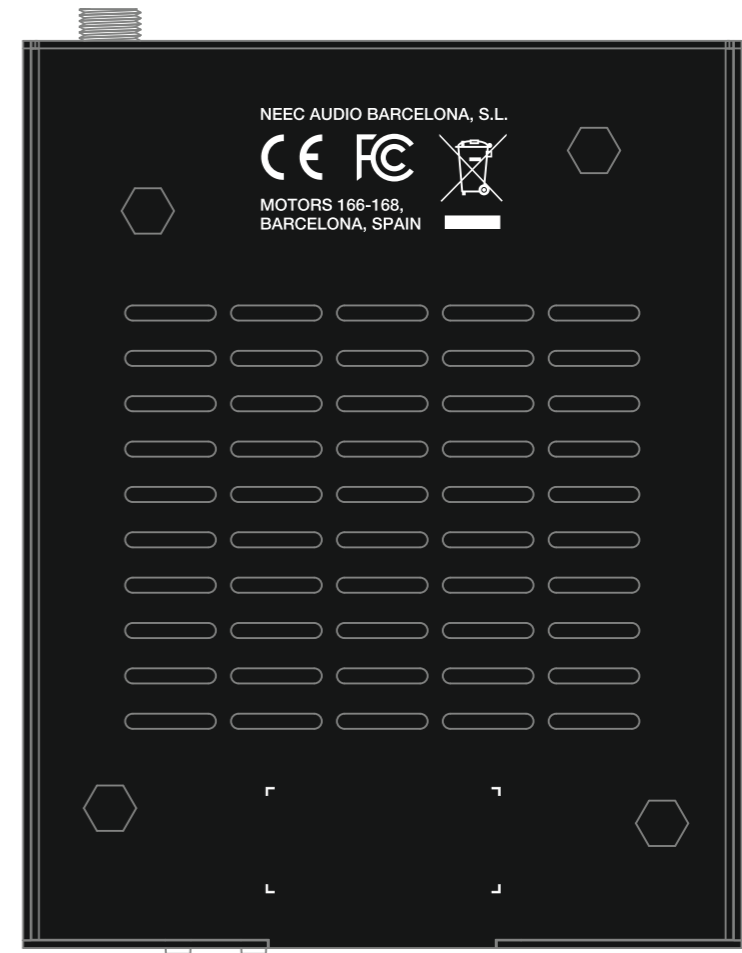 NEEC AUDIO BARCELONA, S.L.
CE FC
MOTORS 166-168,
BARCELONA, SPAIN